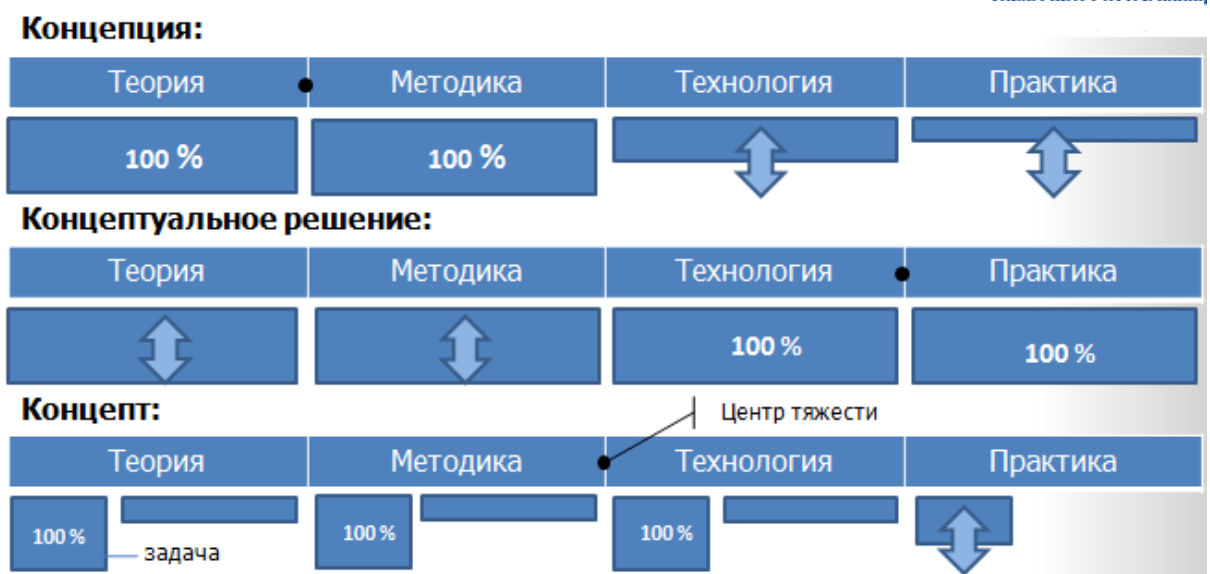 Концепция:
Теория Методика Технология Практика
100 % 100 %
Концептуальное решение:
Теория Методика Технология Практика
100 % 100 %
Концепт:
Центр тяжести
Теория Методика Технология Практика
100 % 100 % 100 %
задача